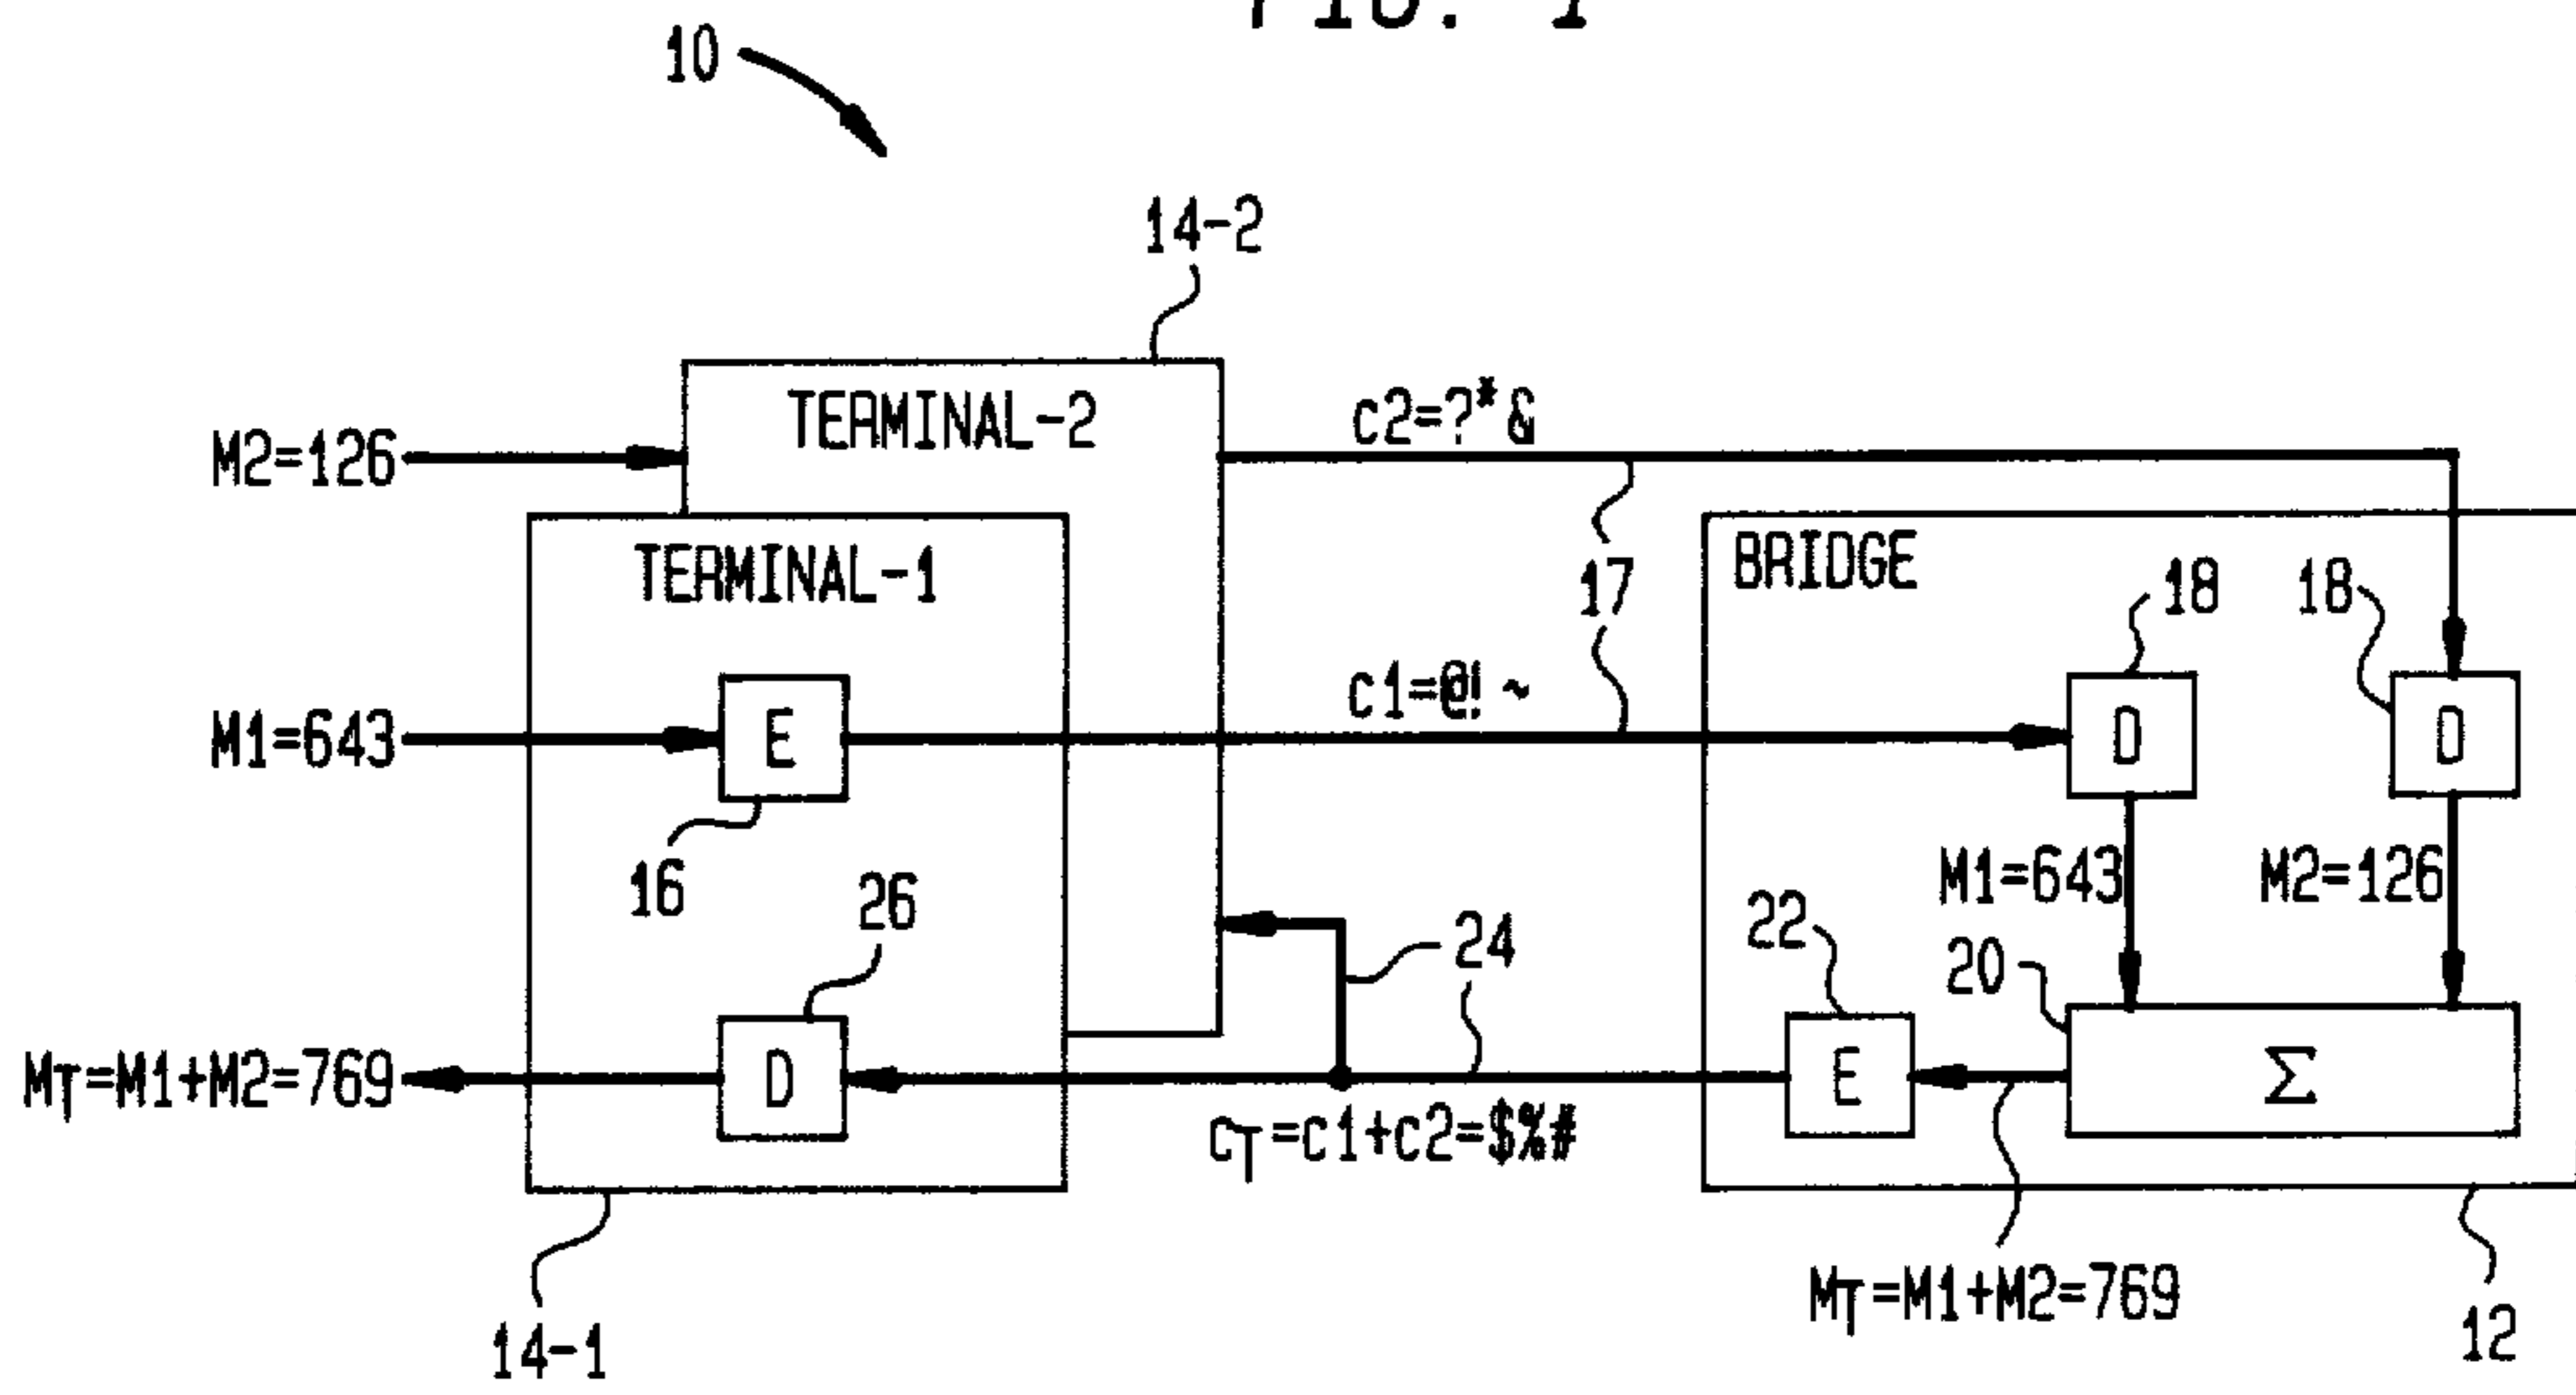 FIG. 1
10
14-2
TERMINAL-2
c2=?*&
M2=126
TERMINAL-1
BRIDGE
17
18
18
c1=@!~
M1=643
E
D
D
16
26
M1=643
M2=126
22
24
20
D
E
Σ
MT=M1+M2=769
cT=c1+c2=$%#
MT=M1+M2=769
14-1
12